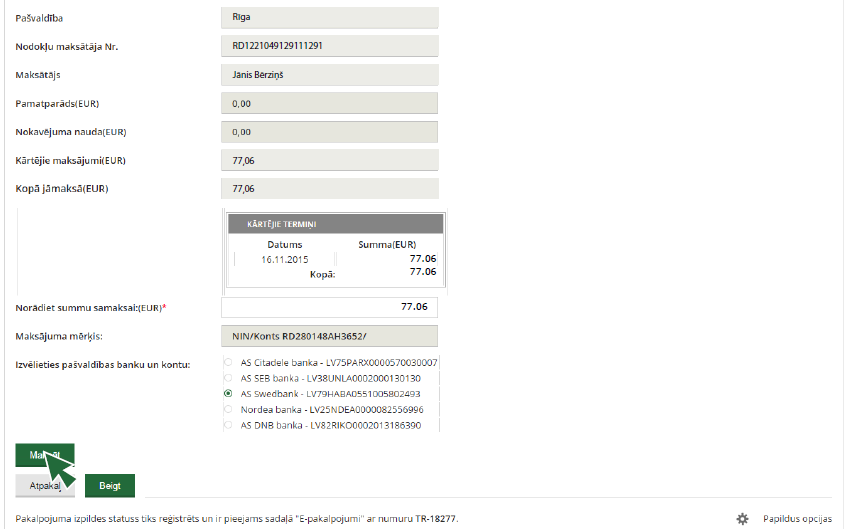 Pašvaldība Rīga
Nodokļu maksātāja Nr. RD1221049129111291
Maksātājs Jānis Bērziņš
Pamatparāds(EUR) 0,00
Nokavējuma nauda(EUR) 0,00
Kārtējie maksājumi(EUR) 77,06
Kopā jāmaksā(EUR) 77,06
KĀRTĒJIE TERMIŅI
Datums Summa(EUR)
16.11.2015 77.06
Kopā: 77.06
Norādiet summu samaksai:(EUR)* 77.06
Maksājuma mērķis: NIN/Konts RD280148AH3652/
Izvēlieties pašvaldības banku un kontu: AS Citadele banka - LV75PARX0000570030007
AS SEB banka - LV38UNLA0002000130130
AS Swedbank - LV79HABA0551005802493
Nordea banka - LV25NDEA0000082556996
AS DNB banka - LV82RIKO0002013186390
Atpakaļ Beigt
Pakalpojuma izpildes statuss tiks reģistrēts un ir pieejams sadaļā "E-pakalpojumi" ar numuru TR-18277. Papildus opcijas